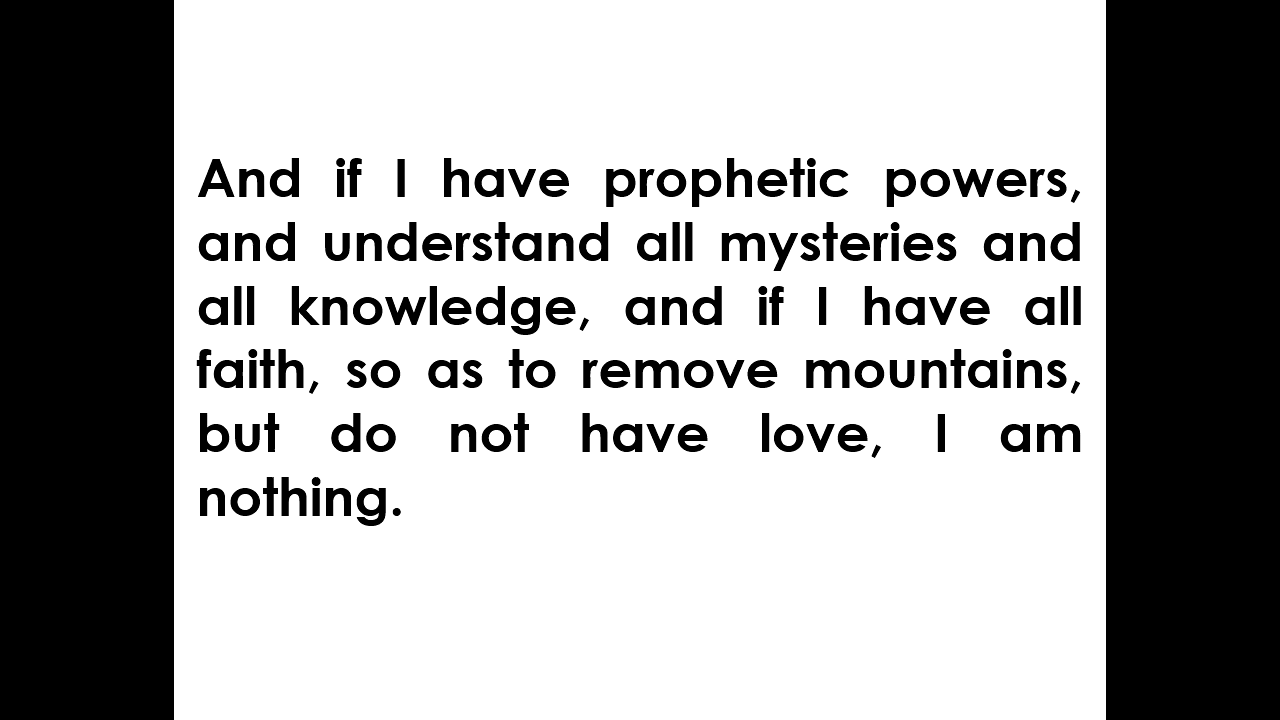 And if I have prophetic powers,
and understand all mysteries and
all knowledge, and if I have all
faith, so as to remove mountains,
but do not have love, I am
nothing.